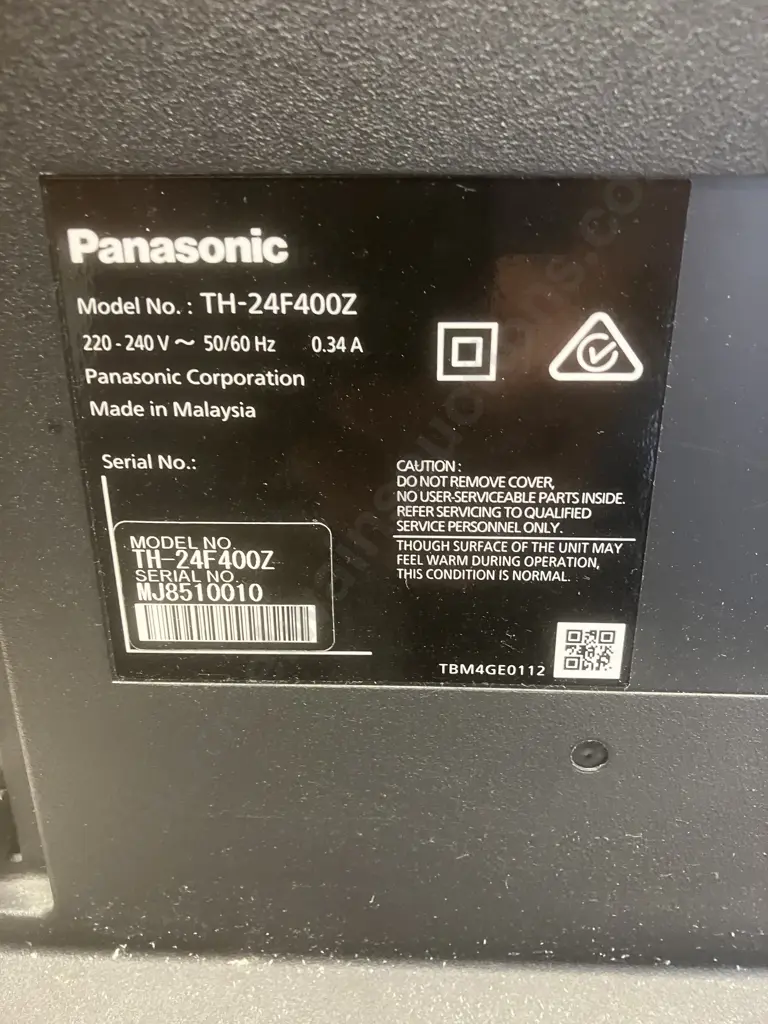 Panasonic
Model No. : TH-24F400Z
220 - 240 V ~ 50/60 Hz 0.34 A
Panasonic Corporation
Made in Malaysia
Serial No.:
MODEL NO.
TH-24F400Z
SERIAL NO.
MJ8510010
CAUTION :
DO NOT REMOVE COVER,
NO USER-SERVICEABLE PARTS INSIDE.
REFER SERVICING TO QUALIFIED
SERVICE PERSONNEL ONLY.
THOUGH SURFACE OF THE UNIT MAY
FEEL WARM DURING OPERATION,
THIS CONDITION IS NORMAL.
TBM4GE0112